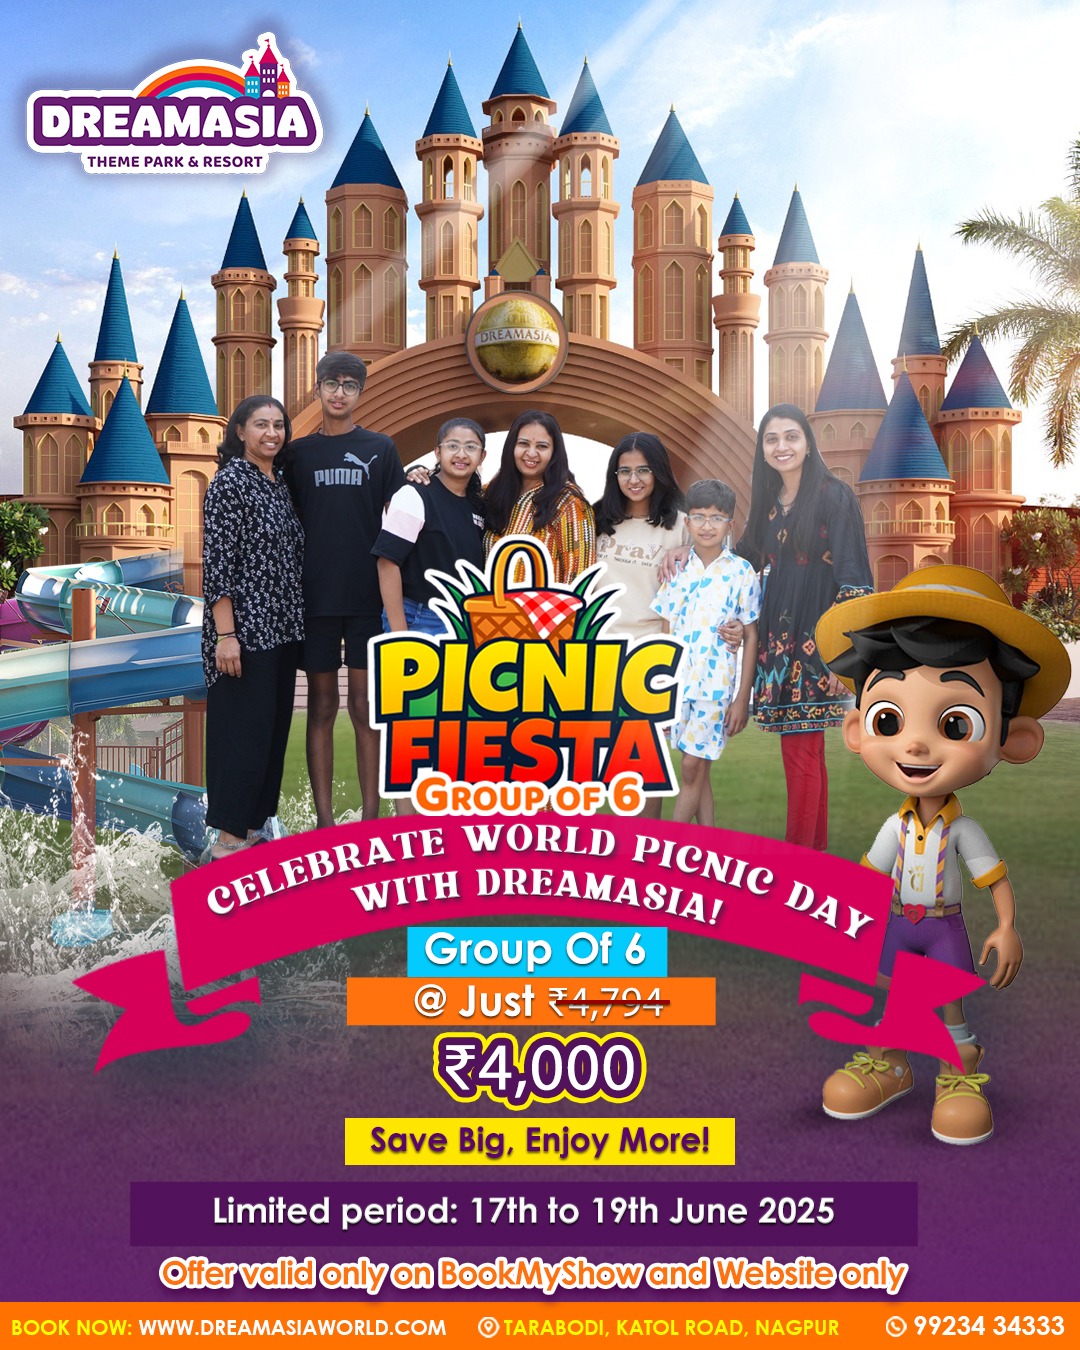 DREAMASIA
THEME PARK & RESORT
DREAMASIA
PUMA
Pray
PICNIC
FIESTA
GROUP OF 6
CELEBRATE WORLD PICNIC DAY
WITH DREAMASIA!
Group Of 6
@ Just ₹4,794
₹4,000
Save Big, Enjoy More!
Limited period: 17th to 19th June 2025
Offer valid only on BookMyShow and Website only
BOOK NOW: WWW.DREAMASIAWORLD.COM TARABODI, KATOL ROAD, NAGPUR 99234 34333